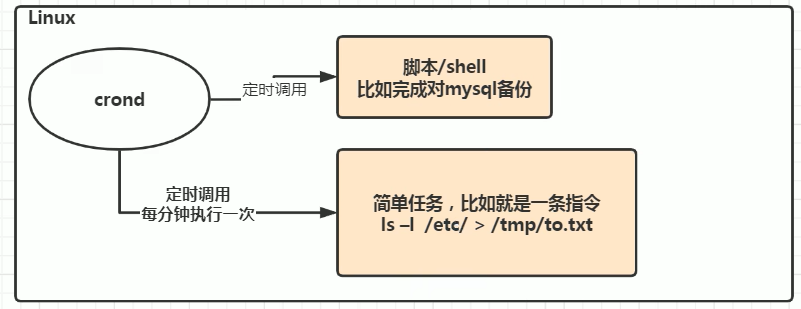 Linux
crond
定时调用
脚本/shell
比如完成对mysql备份
定时调用
每分钟执行一次
简单任务，比如就是一条指令
ls –l  /etc/ > /tmp/to.txt